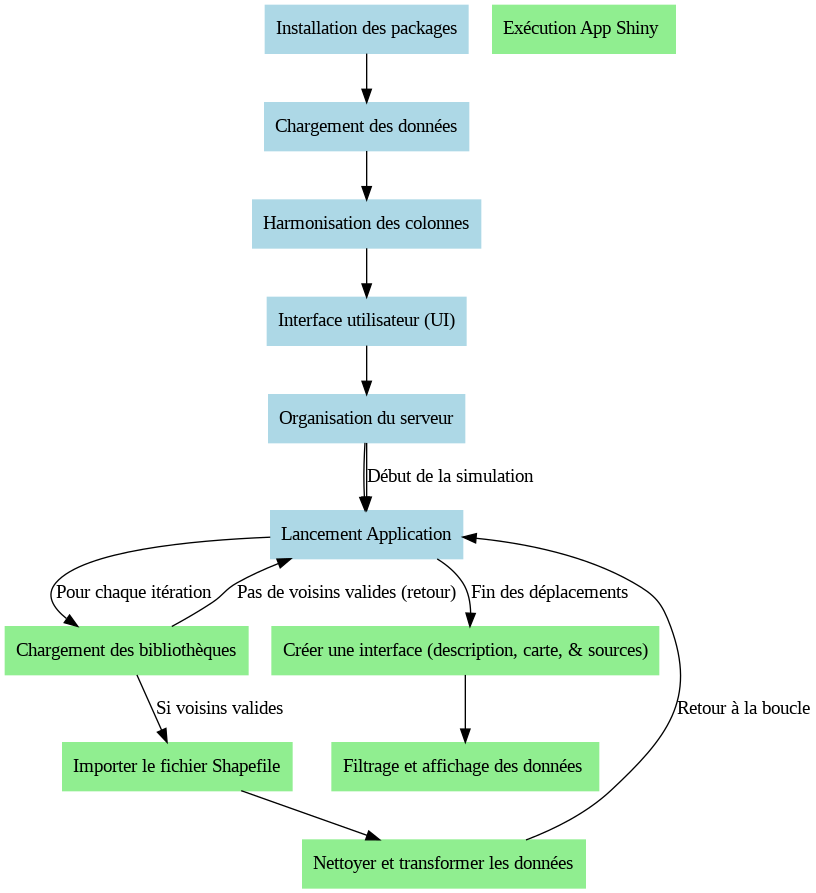 Installation des packages
Exécution App Shiny
Chargement des données
Harmonisation des colonnes
Interface utilisateur (UI)
Organisation du serveur
Début de la simulation
Lancement Application
Pour chaque itération
Pas de voisins valides (retour)
Fin des déplacements
Chargement des bibliothèques
Créer une interface (description, carte, & sources)
Si voisins valides
Retour à la boucle
Importer le fichier Shapefile
Filtrage et affichage des données
Nettoyer et transformer les données